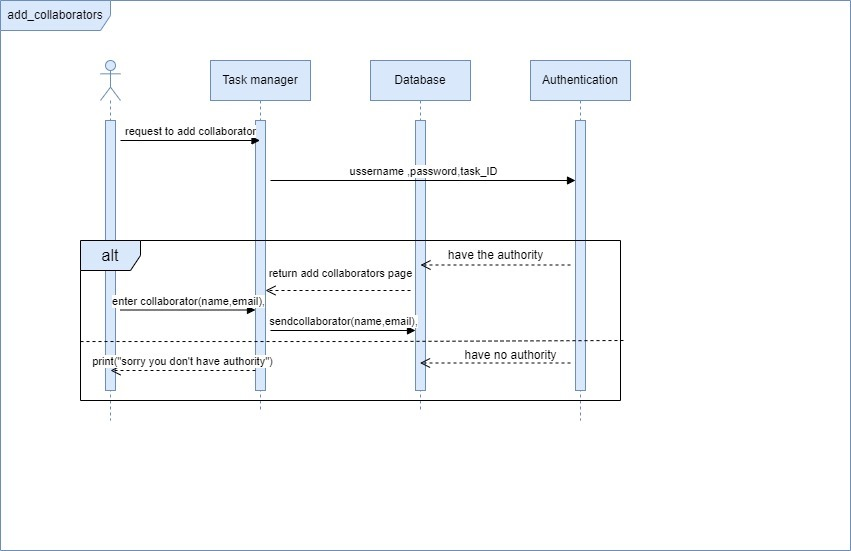 add_collaborators
Task manager
Database
Authentication
request to add collaborator
ussername ,password,task_ID
alt
have the authority
return add collaborators page
enter collaborator(name,email),
sendcollaborator(name,email),
have no authority
print("sorry you don't have authority")